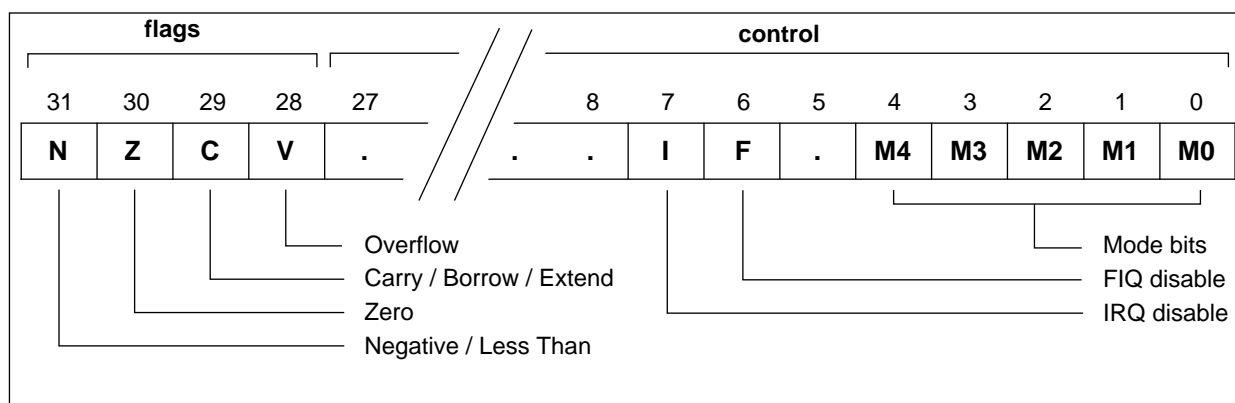 flags control
31 30 29 28 27 8 7 6 5 4 3 2 1 0
N Z C V . . . I F . M4 M3 M2 M1 M0
Overflow Mode bits
Carry / Borrow / Extend FIQ disable
Zero IRQ disable
Negative / Less Than